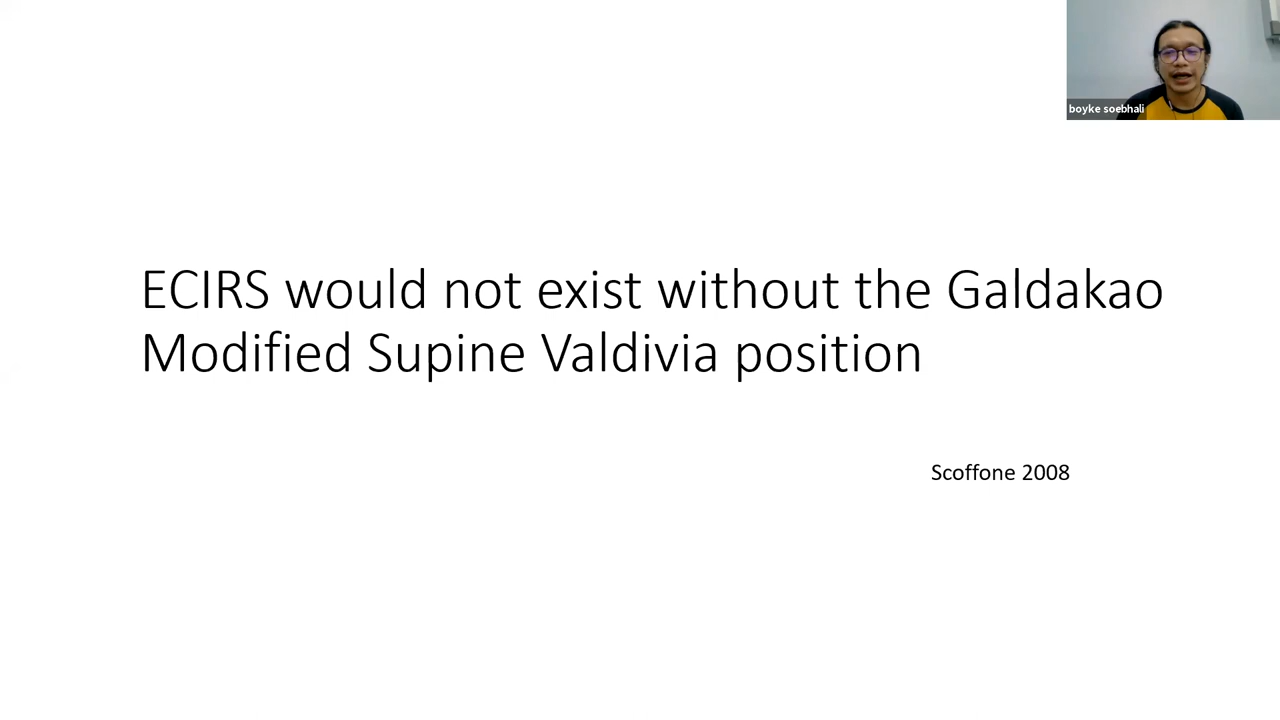 boyke soebhali
ECIRS would not exist without the Galdakao
Modified Supine Valdivia position
Scoffone 2008